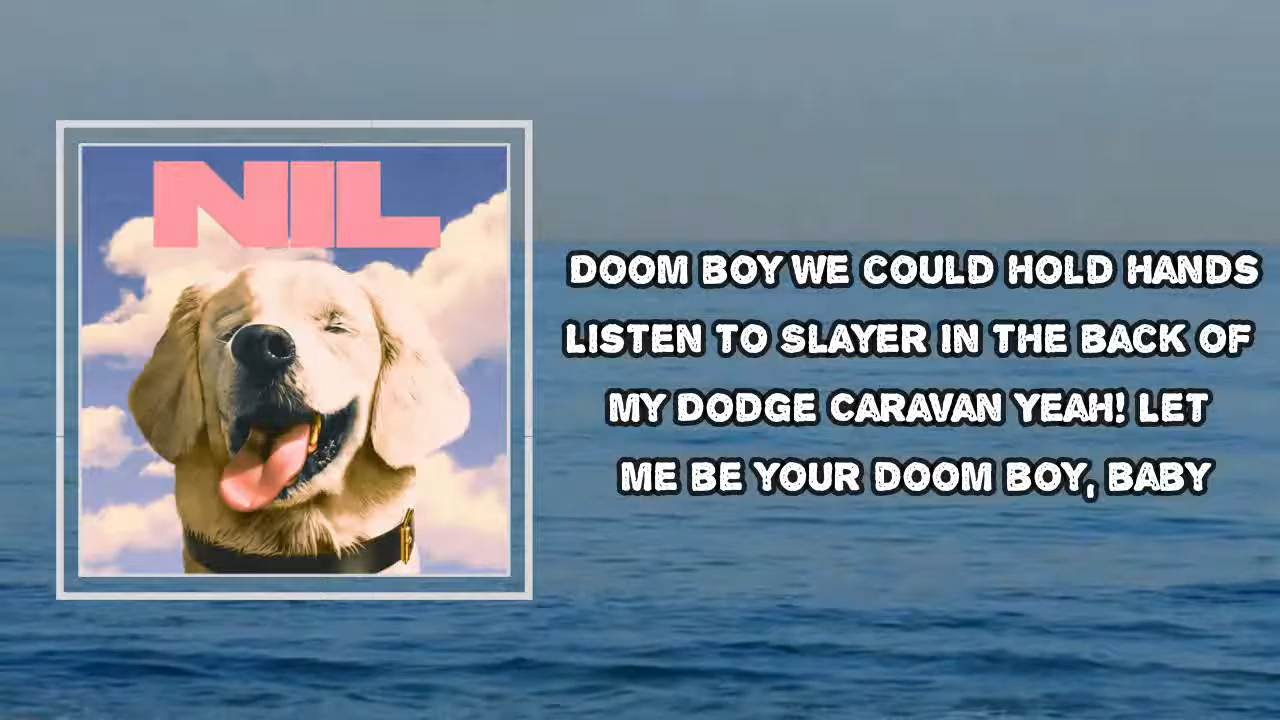 NIL
DOOM BOY WE COULD HOLD HANDS
LISTEN TO SLAYER IN THE BACK OF
MY DODGE CARAVAN YEAH! LET
ME BE YOUR DOOM BOY, BABY